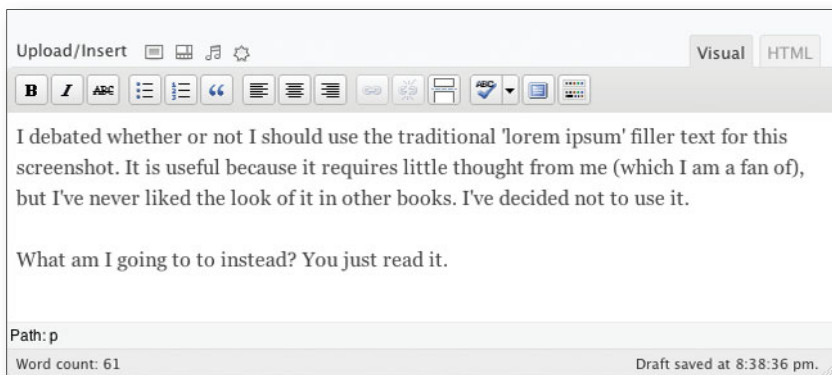 Upload/Insert
Visual HTML
B I ABC ABC
I debated whether or not I should use the traditional 'lorem ipsum' filler text for this
screenshot. It is useful because it requires little thought from me (which I am a fan of),
but I've never liked the look of it in other books. I've decided not to use it.
What am I going to to instead? You just read it.
Path: p
Word count: 61 Draft saved at 8:38:36 pm.